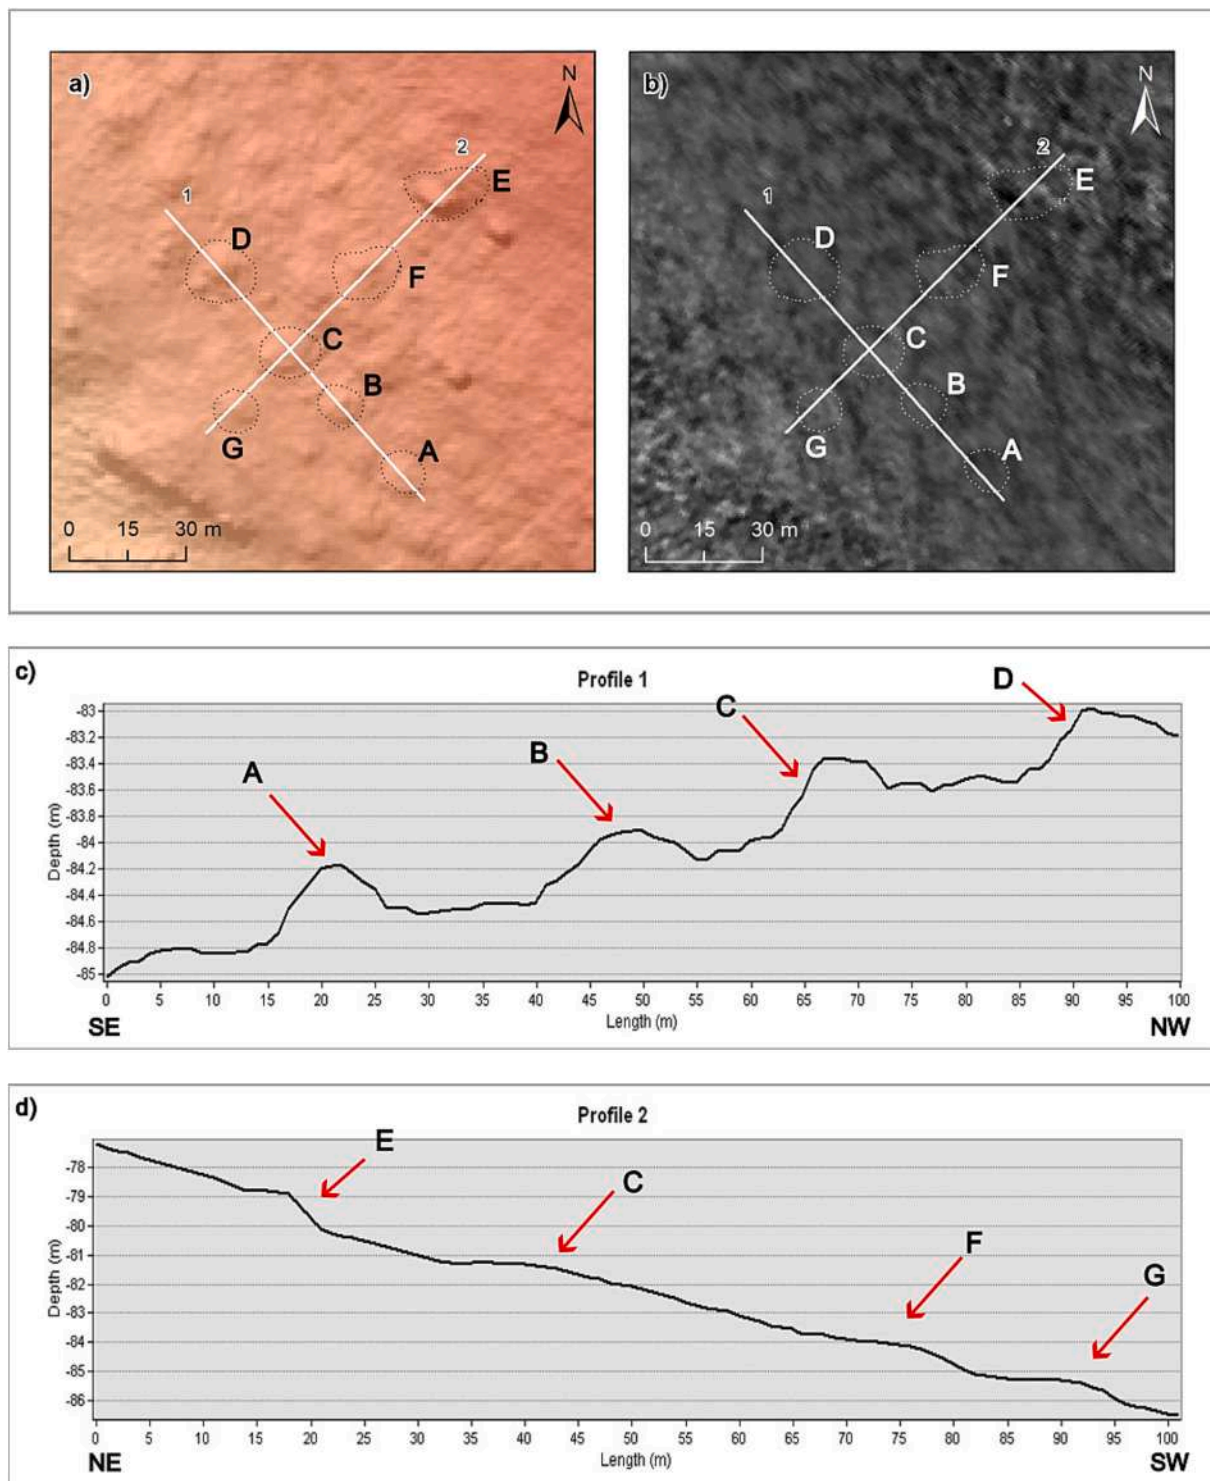 a)
N
2
E
1
D
F
C
B
G
A
0 15 30 m
b)
N
2
E
1
D
F
C
B
G
A
0 15 30 m
c)
Profile 1
D
C
B
A
-83
-83.2
-83.4
-83.6
-83.8
-84
-84.2
-84.4
-84.6
-84.8
-85
Depth (m)
0 5 10 15 20 25 30 35 40 45 50 55 60 65 70 75 80 85 90 95 100
Length (m)
SE
NW
d)
Profile 2
E
C
F
G
-78
-79
-80
-81
-82
-83
-84
-85
-86
Depth (m)
0 5 10 15 20 25 30 35 40 45 50 55 60 65 70 75 80 85 90 95 100
Length (m)
NE
SW